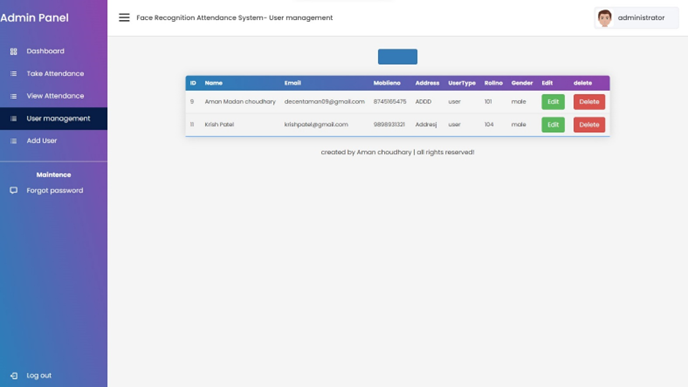 Admin Panel
Face Recognition Attendance System- User management
administrator
Dashboard
Take Attendance
View Attendance
User management
Add User
Maintence
Forgot password
Log out
ID Name Email Mobileno Address UserType Rollno Gender Edit delete
9 Aman Madan choudhary decentaman09@gmail.com 8745165475 ADDD user 101 male Edit Delete
11 Krish Patel krishpatel@gmail.com 9898931321 Addresj user 104 male Edit Delete
created by Aman choudhary | all rights reserved!